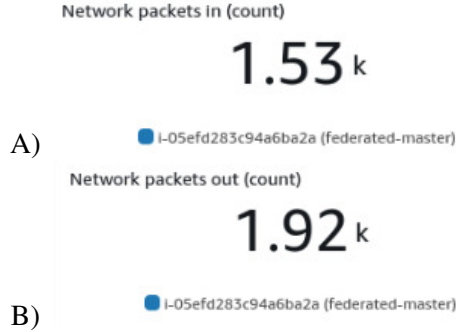 Network packets in (count)
1.53 k
A)
i-05efd283c94a6ba2a (federated-master)
Network packets out (count)
1.92 k
B)
i-05efd283c94a6ba2a (federated-master)